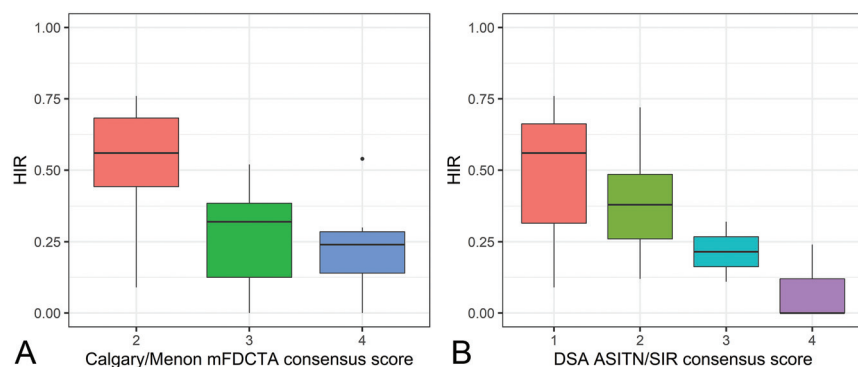 1.00
0.75
0.50
0.25
0.00
HIR
2 3 4
Calgary/Menon mFDCTA consensus score
A
1.00
0.75
0.50
0.25
0.00
HIR
1 2 3 4
DSA ASITN/SIR consensus score
B